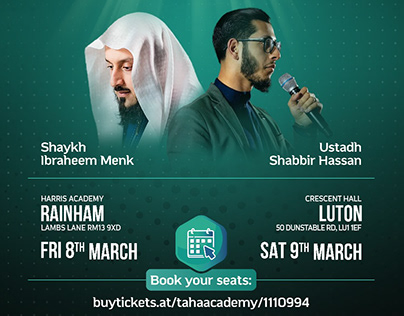 Shaykh
Ibraheem Menk
Ustadh
Shabbir Hassan
HARRIS ACADEMY
RAINHAM
LAMBS LANE RM13 9XD
FRI 8TH MARCH
CRESCENT HALL
LUTON
50 DUNSTABLE RD, LU1 1EF
SAT 9TH MARCH
Book your seats:
buytickets.at/tahaacademy/1110994